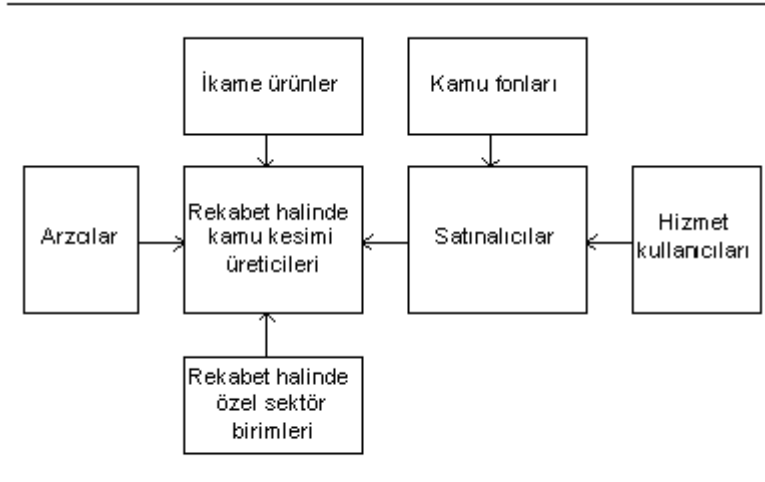 İkame ürünler
Kamu fonları
Arzcılar
Rekabet halinde
kamu kesimi
üreticileri
Satınalıcılar
Hizmet
kullanıcıları
Rekabet halinde
özel sektör
birimleri